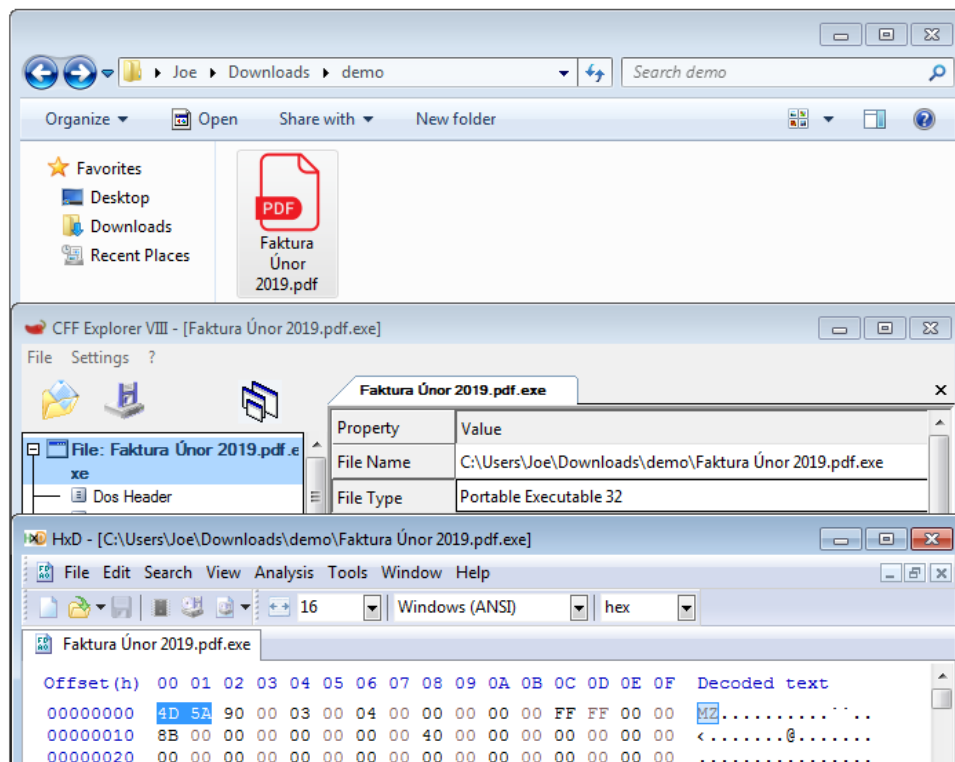 Joe Downloads demo Search demo
Organize Open Share with New folder
Favorites
Desktop
Downloads
Recent Places
PDF
Faktura
Únor
2019.pdf
CFF Explorer VIII - [Faktura Únor 2019.pdf.exe]
File Settings ?
Faktura Únor 2019.pdf.exe
File: Faktura Únor 2019.pdf.e
xe
Dos Header
Property Value
File Name C:\Users\Joe\Downloads\demo\Faktura Únor 2019.pdf.exe
File Type Portable Executable 32
HxD - [C:\Users\Joe\Downloads\demo\Faktura Únor 2019.pdf.exe]
File Edit Search View Analysis Tools Window Help
16 Windows (ANSI) hex
Faktura Únor 2019.pdf.exe
Offset(h) 00 01 02 03 04 05 06 07 08 09 0A 0B 0C 0D 0E 0F Decoded text
00000000 4D 5A 90 00 03 00 04 00 00 00 00 00 FF FF 00 00 MZ..........˙˙..
00000010 8B 00 00 00 00 00 00 00 40 00 00 00 00 00 00 00 ‹.......@.......
00000020 00 00 00 00 00 00 00 00 00 00 00 00 00 00 00 00 ................